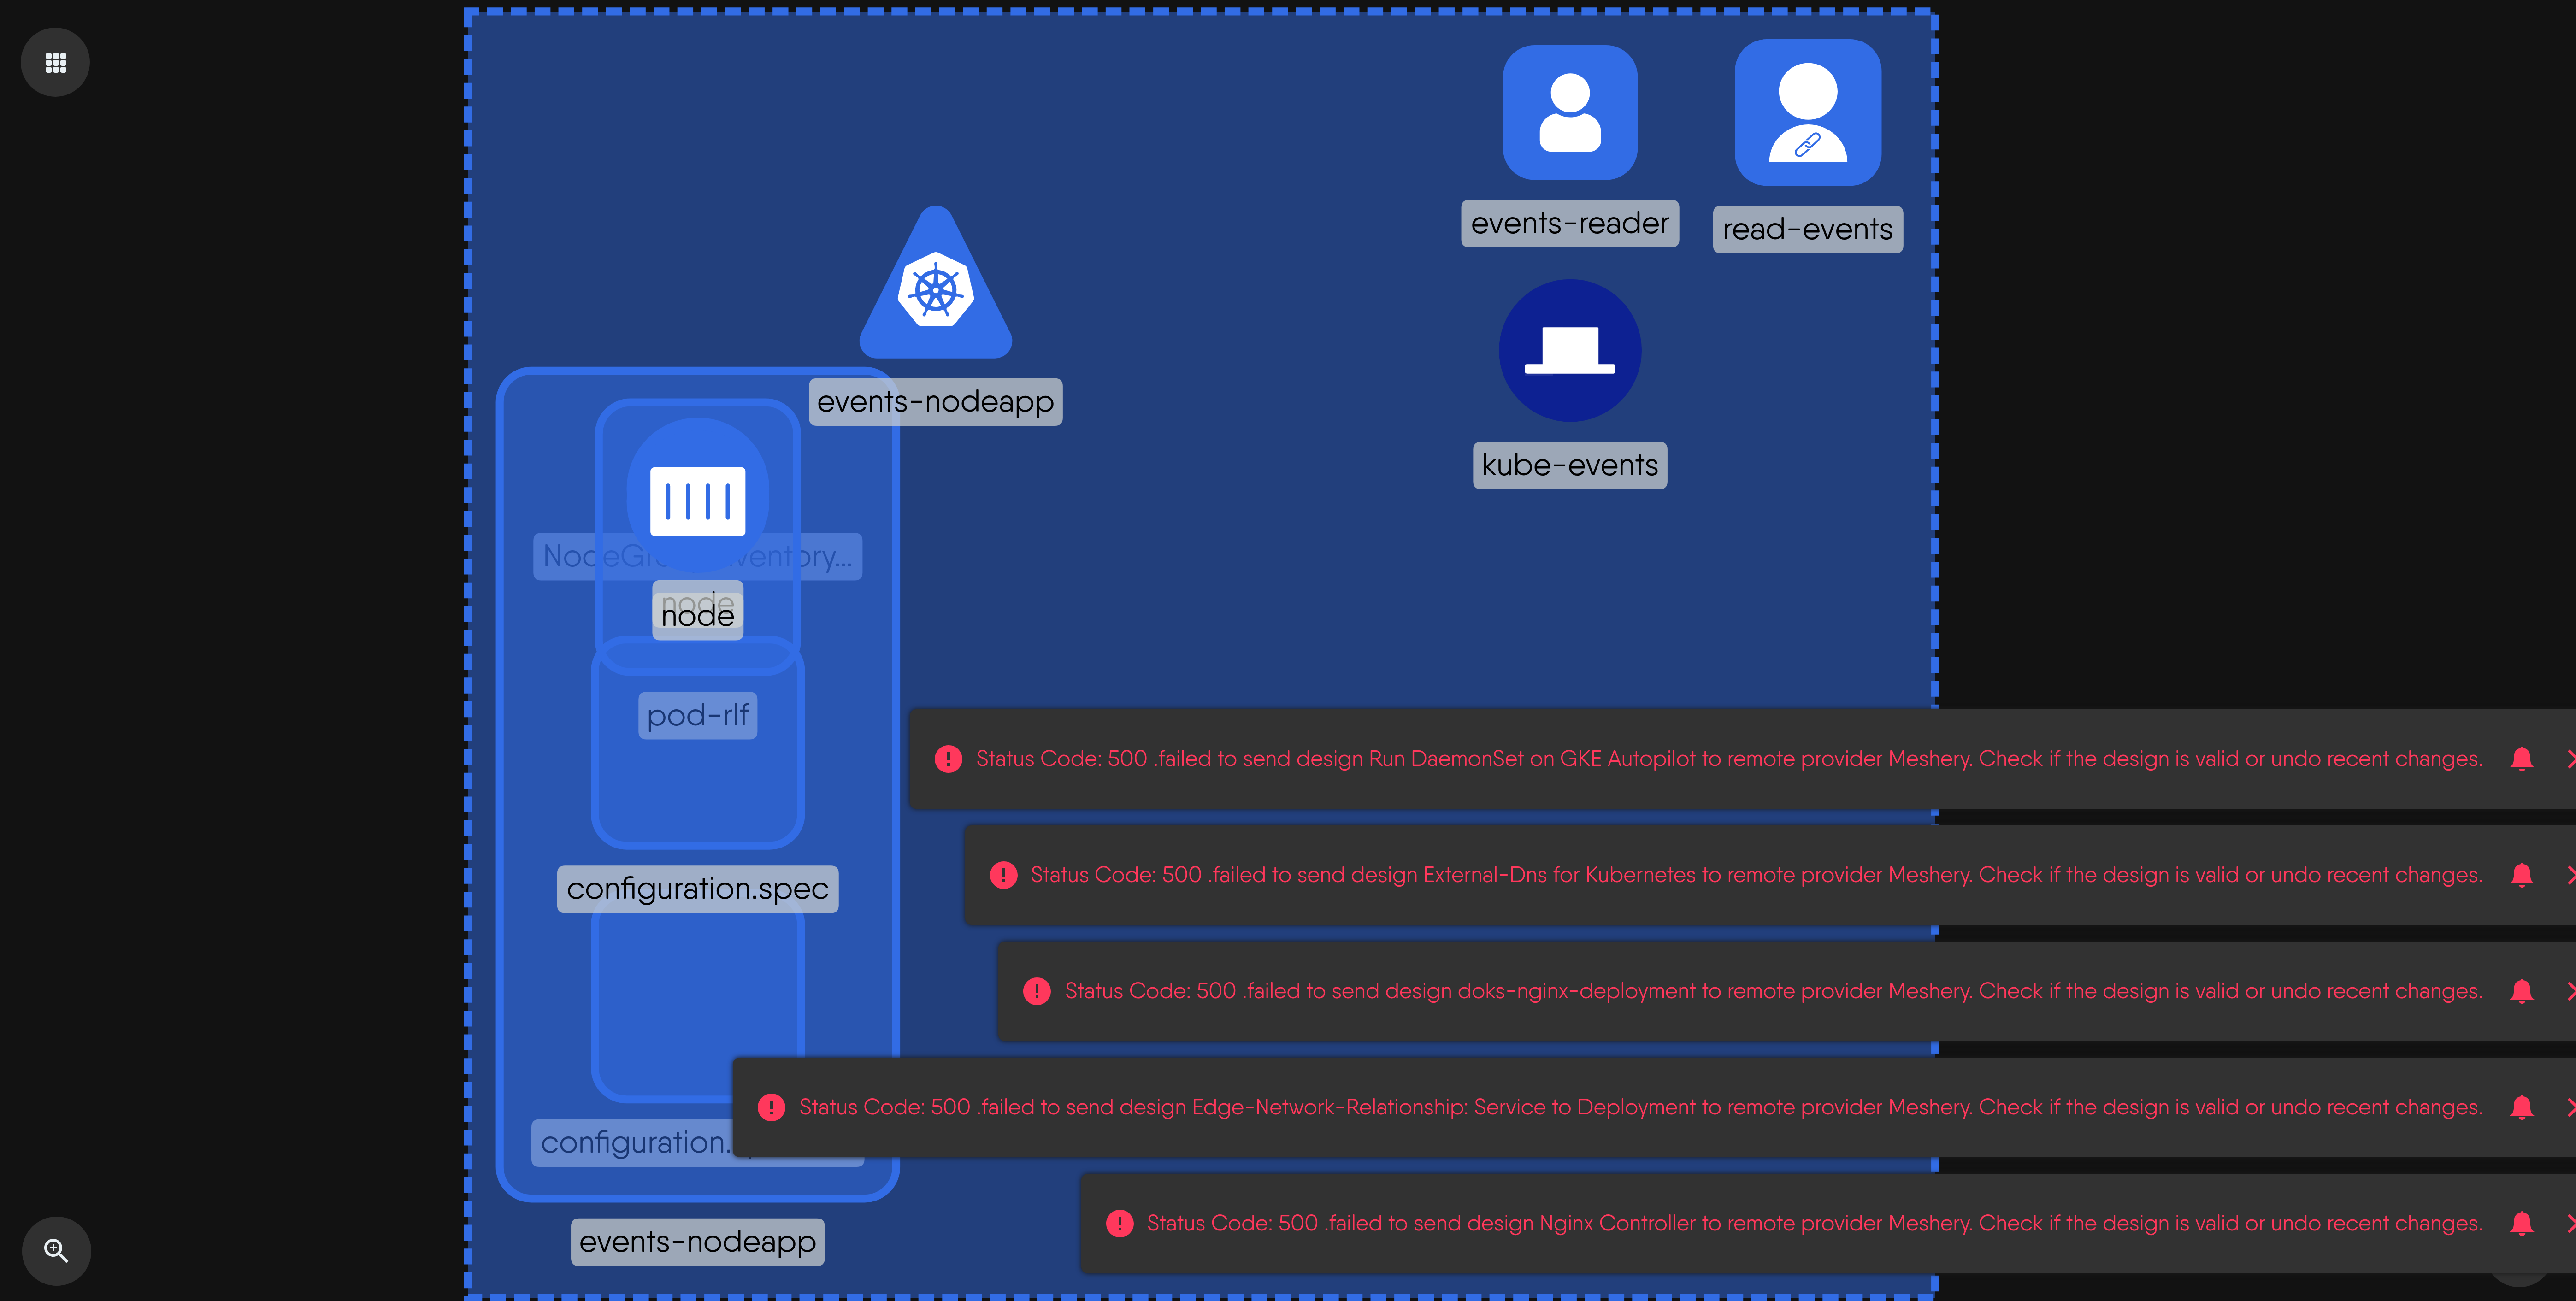 events-reader
read-events
events-nodeapp
kube-events
node
node
pod-rlf
Status Code: 500 .failed to send design Run DaemonSet on GKE Autopilot to remote provider Meshery. Check if the design is valid or undo recent changes.
Status Code: 500 .failed to send design External-Dns for Kubernetes to remote provider Meshery. Check if the design is valid or undo recent changes.
configuration.spec
Status Code: 500 .failed to send design doks-nginx-deployment to remote provider Meshery. Check if the design is valid or undo recent changes.
Status Code: 500 .failed to send design Edge-Network-Relationship: Service to Deployment to remote provider Meshery. Check if the design is valid or undo recent changes.
configuration.
Status Code: 500 .failed to send design Nginx Controller to remote provider Meshery. Check if the design is valid or undo recent changes.
events-nodeapp